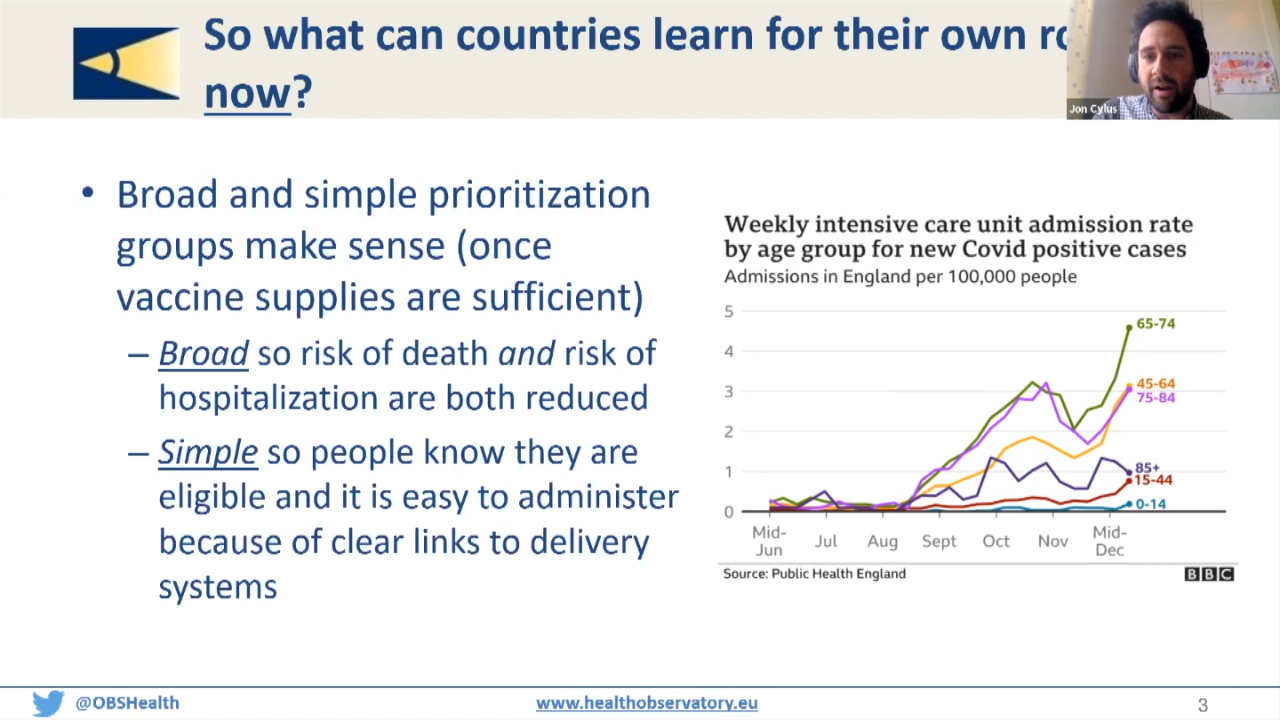 So what can countries learn for their own
now?
Jon Cylus
• Broad and simple prioritization
groups make sense (once
vaccine supplies are sufficient)
– Broad so risk of death and risk of
hospitalization are both reduced
– Simple so people know they are
eligible and it is easy to administer
because of clear links to delivery
systems
Weekly intensive care unit admission rate
by age group for new Covid positive cases
Admissions in England per 100,000 people
5
4
3
2
1
0
65-74
45-64
75-84
85+
15-44
0-14
Mid-Jun
Jul
Aug
Sept
Oct
Nov
Mid-Dec
Source: Public Health England
BBC
@OBSHealth
www.healthobservatory.eu
3